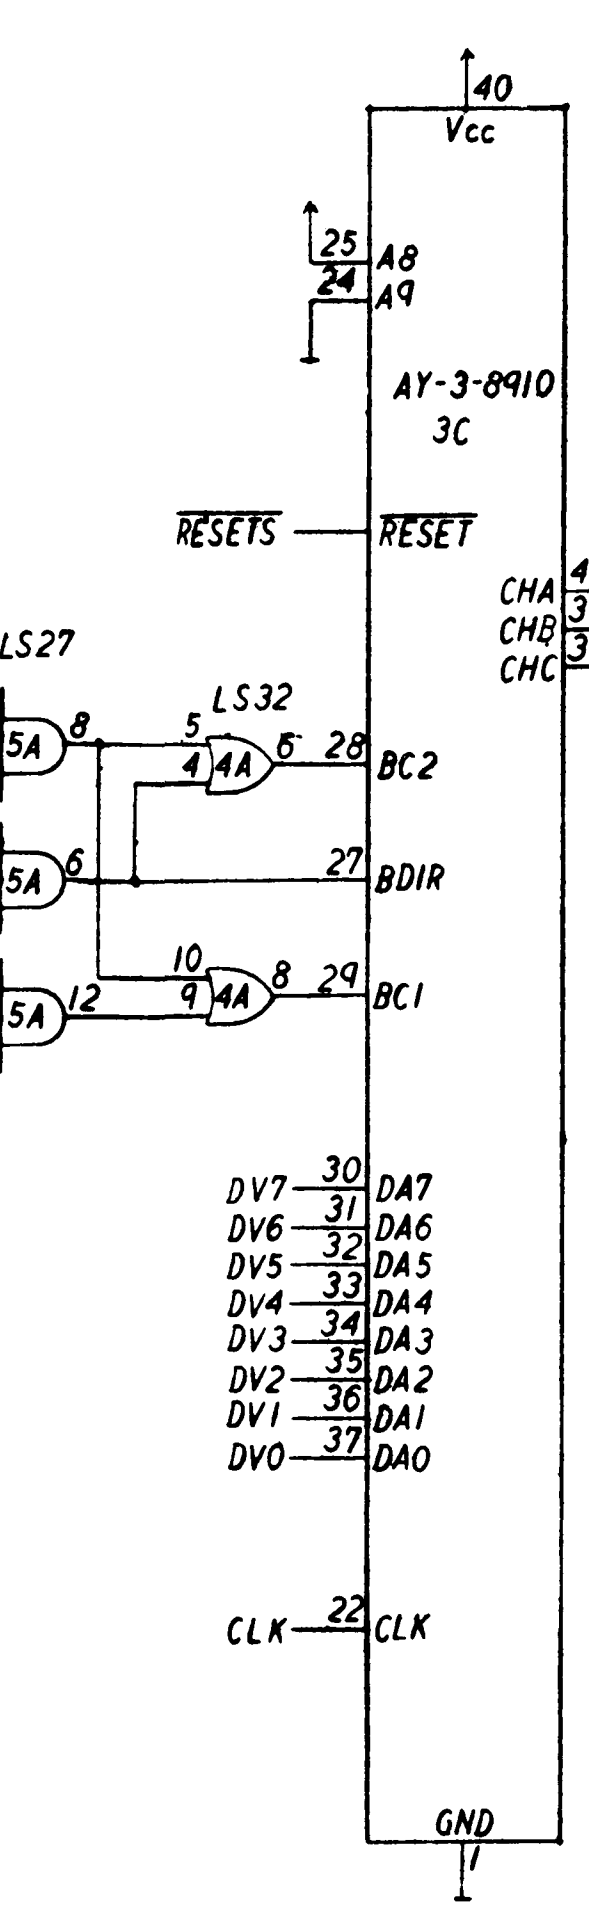 40
Vcc
25 A8
24 A9
AY-3-8910
3C
RESETS RESET
CHA 4
CHB 3
CHC 3
LS27
LS32
5A 8 5 4 4A 6 28 BC2
5A 6 27 BDIR
5A 12 10 9 4A 8 29 BC1
DV7 30 DA7
DV6 31 DA6
DV5 32 DA5
DV4 33 DA4
DV3 34 DA3
DV2 35 DA2
DV1 36 DA1
DV0 37 DA0
CLK 22 CLK
GND
1